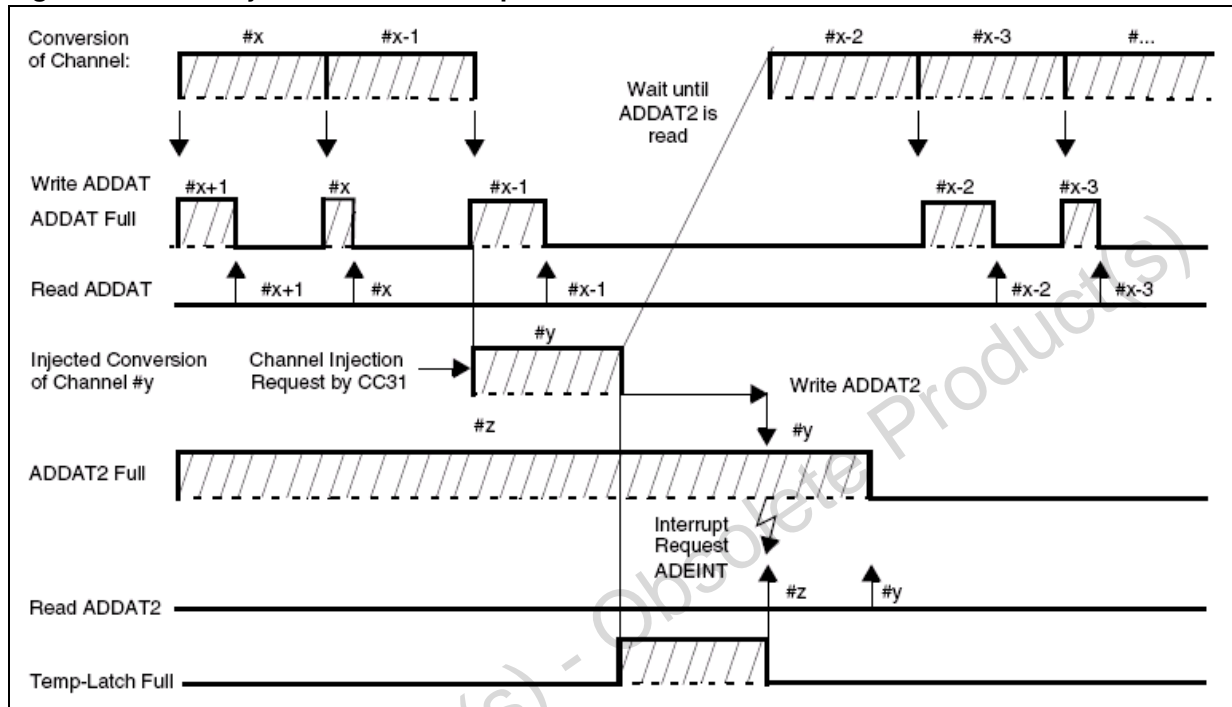 Conversion
of Channel:
#x
#x-1
#x-2
#x-3
#...
Wait until
ADDAT2 is
read
Write ADDAT
ADDAT Full
#x+1
#x
#x-1
#x-2
#x-3
Read ADDAT
#x+1
#x
#x-1
#x-2
#x-3
Injected Conversion
of Channel #y
Channel Injection
Request by CC31
#y
Write ADDAT2
#z
#y
ADDAT2 Full
Interrupt
Request
ADEINT
Read ADDAT2
#z
#y
Temp-Latch Full
(s) - Obsolete Product(s)